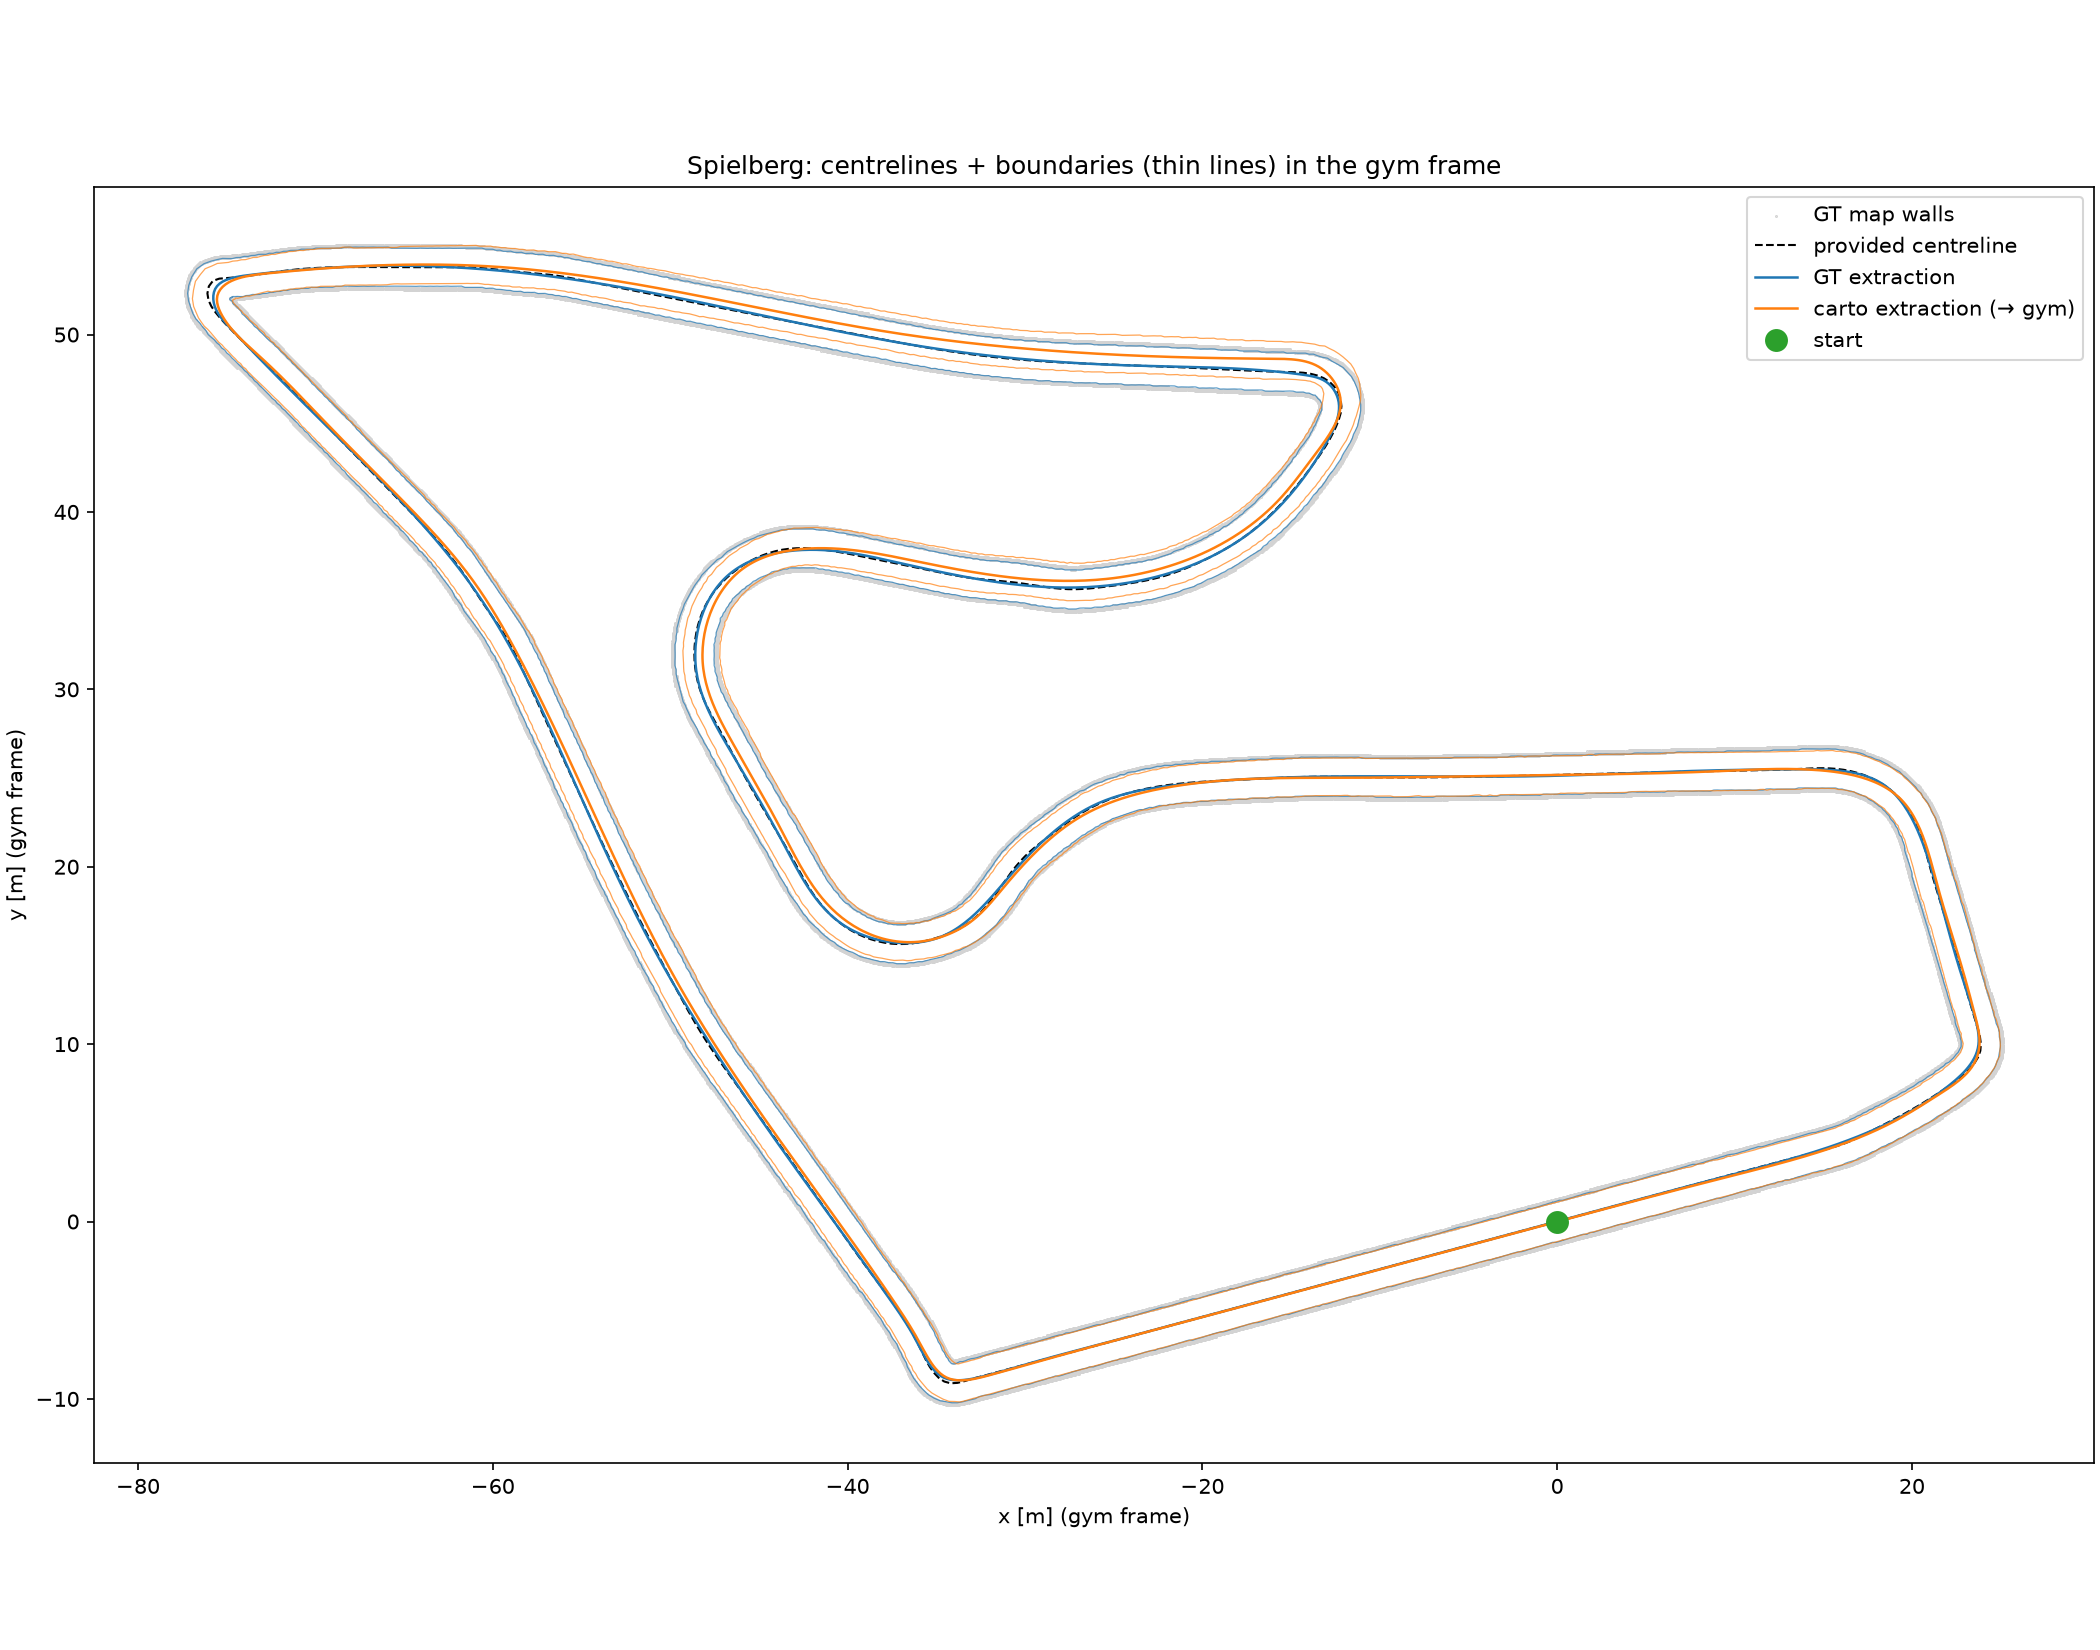 Spielberg: centrelines + boundaries (thin lines) in the gym frame
GT map walls
provided centreline
GT extraction
carto extraction (→ gym)
start
y [m] (gym frame)
50
40
30
20
10
0
−10
−80
−60
−40
−20
0
20
x [m] (gym frame)